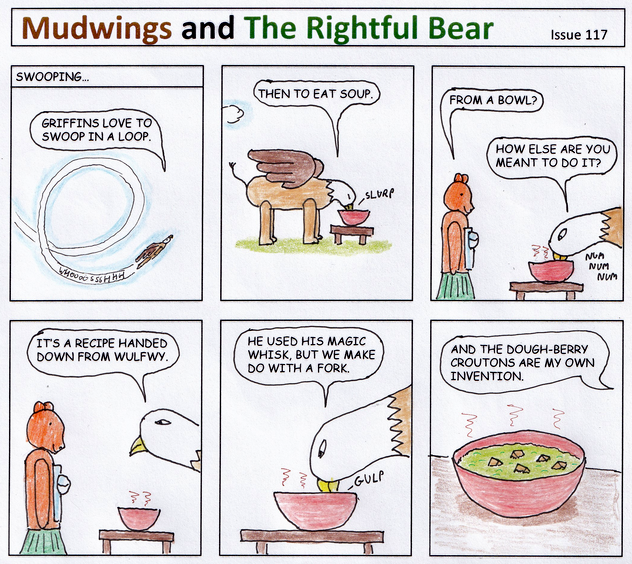 Mudwings and The Rightful Bear
Issue 117
SWOOPING...
GRIFFINS LOVE TO
SWOOP IN A LOOP.
WHOOOSSSHHH
THEN TO EAT SOUP.
SLURP
FROM A BOWL?
HOW ELSE ARE YOU
MEANT TO DO IT?
NUM
NUM
NUM
IT'S A RECIPE HANDED
DOWN FROM WULFWY.
HE USED HIS MAGIC
WHISK, BUT WE MAKE
DO WITH A FORK.
GULP
AND THE DOUGH-BERRY
CROUTONS ARE MY OWN
INVENTION.